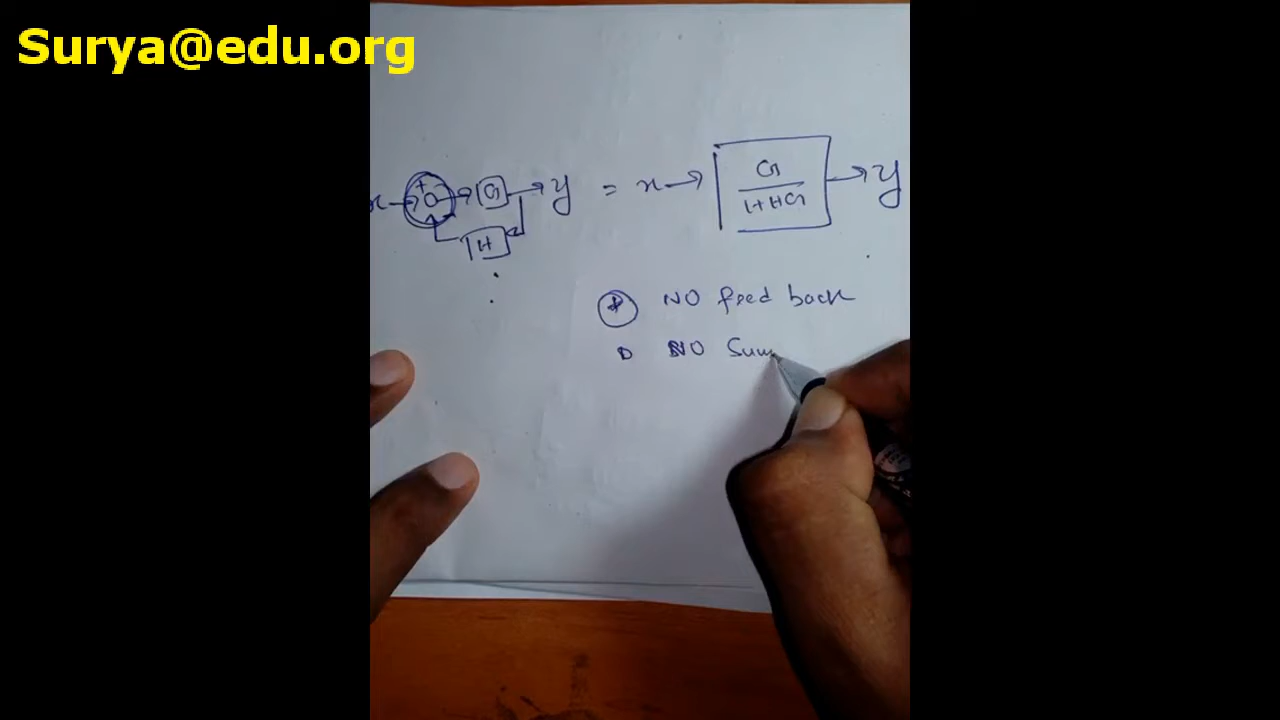 Surya@edu.org
x → + G → y = x → G / 1+HG → y
H
* NO feed back
NO Sum